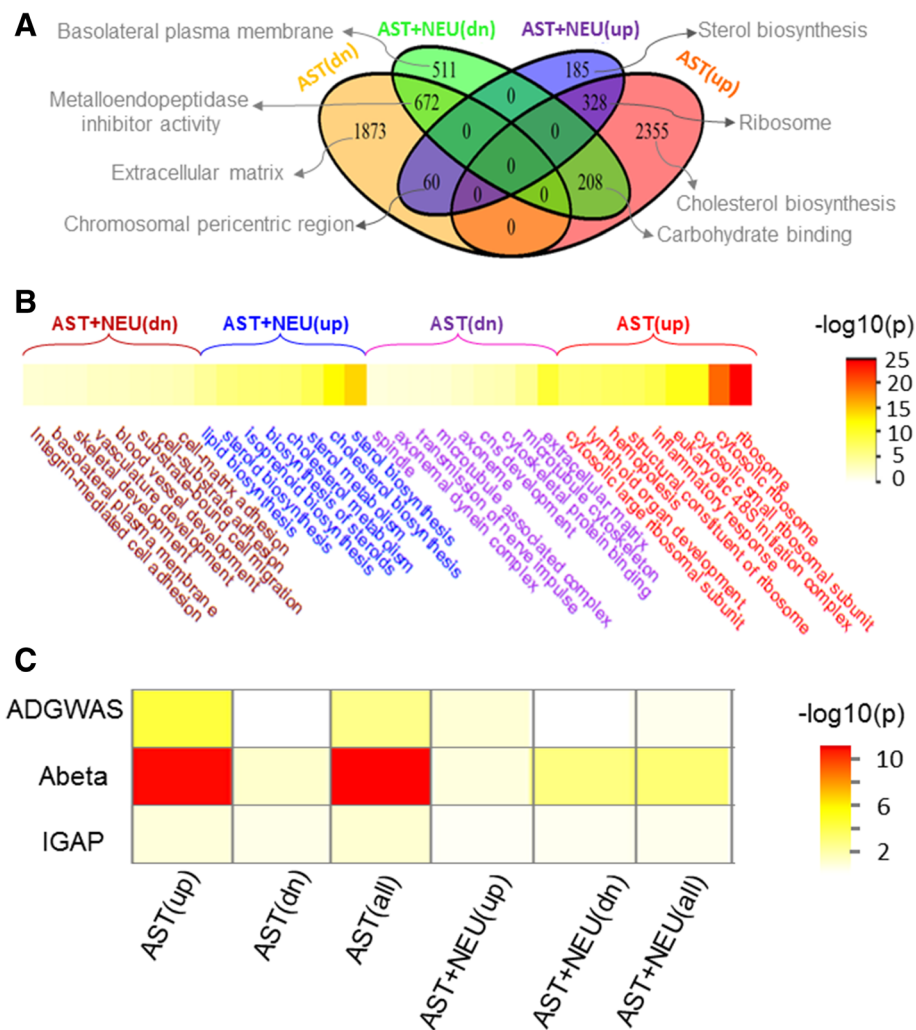 A
Basolateral plasma membrane
AST+NEU(dn)
AST+NEU(up)
Sterol biosynthesis
AST(dn)
AST(up)
511
185
0
Metalloendopeptidase
inhibitor activity
672
328
Ribosome
1873
0
0
2355
Extracellular matrix
0
60
0
0
208
Cholesterol biosynthesis
Chromosomal pericentric region
0
Carbohydrate binding
B
AST+NEU(dn)
AST+NEU(up)
AST(dn)
AST(up)
-log10(p)
25
20
15
10
5
0
Integrin-mediated cell adhesion
basolateral plasma membrane
skeletal development
vasculature development
blood vessel development
substrate-bound cell migration
cell-substrate adhesion
cell-matrix adhesion
lipid biosynthesis
steroid biosynthesis
isoprenoid biosynthesis
biosynthesis of steroids
cholesterol metabolism
sterol metabolism
cholesterol biosynthesis
sterol biosynthesis
spindle
axonemal dynein complex
transmission of nerve impulse
microtubule associated complex
axoneme
cns development
cytoskeletal protein binding
microtubule cytoskeleton
extracellular matrix
cytosolic large ribosomal subunit
lymphoid organ development
hemopoiesis
structural constituent of ribosome
inflammatory response
eukaryotic 48S initiation complex
cytosolic small ribosomal subunit
cytosolic ribosome
ribosome
C
ADGWAS
Abeta
IGAP
-log10(p)
10
6
2
AST(up)
AST(dn)
AST(all)
AST+NEU(up)
AST+NEU(dn)
AST+NEU(all)